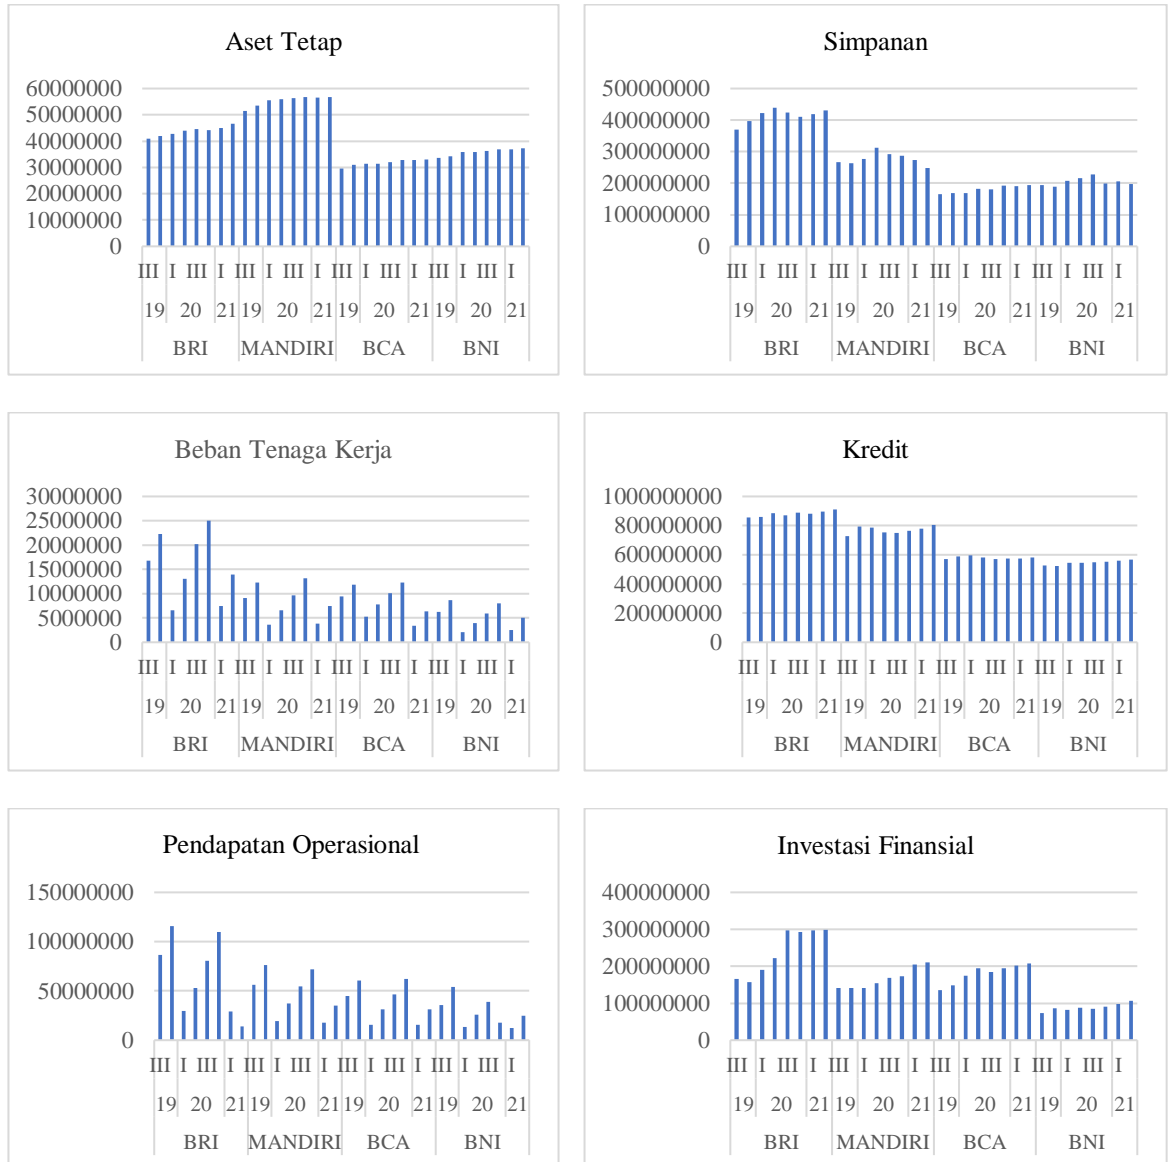 Aset Tetap
60000000
50000000
40000000
30000000
20000000
10000000
0
III I III I III I III I III I III I III I III I
19 20 21 19 20 21 19 20 21 19 20 21
BRI MANDIRI BCA BNI
Simpanan
500000000
400000000
300000000
200000000
100000000
0
III I III I III I III I III I III I III I III I
19 20 21 19 20 21 19 20 21 19 20 21
BRI MANDIRI BCA BNI
Beban Tenaga Kerja
30000000
25000000
20000000
15000000
10000000
5000000
0
III I III I III I III I III I III I III I III I
19 20 21 19 20 21 19 20 21 19 20 21
BRI MANDIRI BCA BNI
Kredit
1000000000
800000000
600000000
400000000
200000000
0
III I III I III I III I III I III I III I III I
19 20 21 19 20 21 19 20 21 19 20 21
BRI MANDIRI BCA BNI
Pendapatan Operasional
150000000
100000000
50000000
0
III I III I III I III I III I III I III I III I
19 20 21 19 20 21 19 20 21 19 20 21
BRI MANDIRI BCA BNI
Investasi Finansial
400000000
300000000
200000000
100000000
0
III I III I III I III I III I III I III I III I
19 20 21 19 20 21 19 20 21 19 20 21
BRI MANDIRI BCA BNI